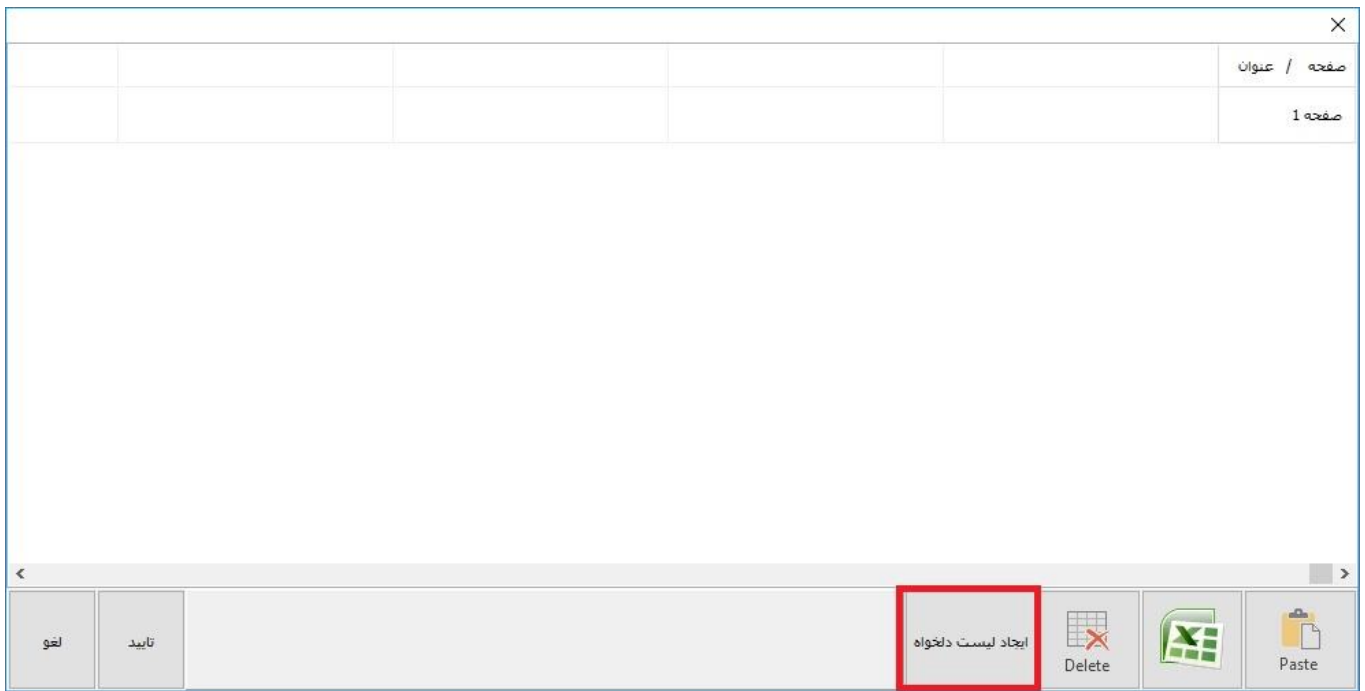 صفحه / عنوان
صفحه 1
Paste
Delete
ایجاد لیست دلخواه
تایید
لغو